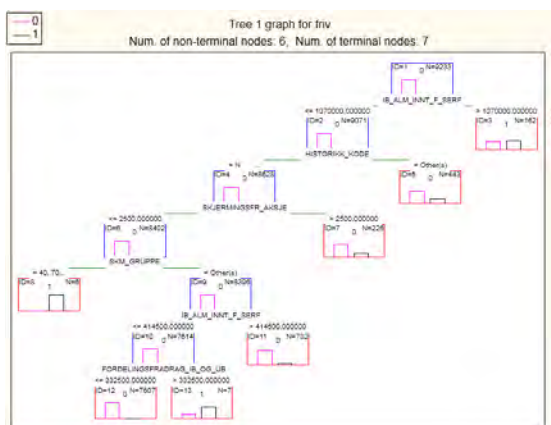 0
1
Tree 1 graph for friv
Num. of non-terminal nodes: 6, Num. of terminal nodes: 7
ID=1 N=9233
0
IB_ALM_INNT_F_SERF
<= 1070000,000000 > 1070000,000000
ID=2 N=9071 ID=3 N=162
0 1
HISTORIKK_KODE
= N = Other(s)
ID=4 ID=5
0 0
SKJERMINGSFR_AKSJE
<= 2500,000000 > 2500,000000
ID=6 N=8402 ID=7 N=226
0 0
SKM_GRUPPE
= 40, 70... = Other(s)
ID=8 N=6 ID=9 N=8396
1 0
IB_ALM_INNT_F_SERF
<= 414500,000000 > 414500,000000
ID=10 ID=11
0 0
FORDELINGSFRADRAG_IB_OG_UB
<= 332500,000000 > 332500,000000
ID=12 N=7607 ID=13 N=7
0 1